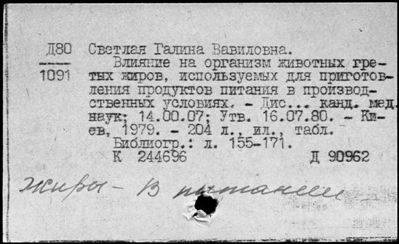 Д80 Светлая Галина Вавиловна.
1091 Влияние на организм животных гре-
тых жиров, используемых для приготов-
ления продуктов питания в производ-
ственных условиях. - Дис... канд. мед.
наук: 14.00.07; Утв. 16.07.80. - Ки-
ев, 1979. - 204 л., ил., табл.
Библиогр.: л. 155-171.
К 244696 Д 90962
жиры - В питании